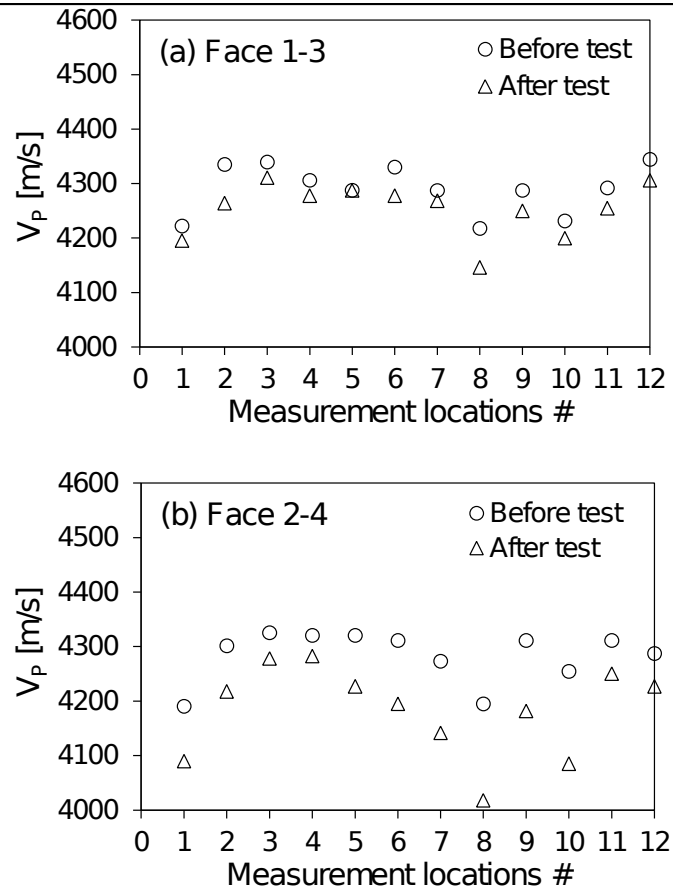 4600
(a) Face 1-3
Before test
4500
After test
4400
4300
4200
4100
4000
V_P [m/s]
0 1 2 3 4 5 6 7 8 9 10 11 12
Measurement locations #
4600
(b) Face 2-4
Before test
4500
After test
4400
4300
4200
4100
4000
V_P [m/s]
0 1 2 3 4 5 6 7 8 9 10 11 12
Measurement locations #